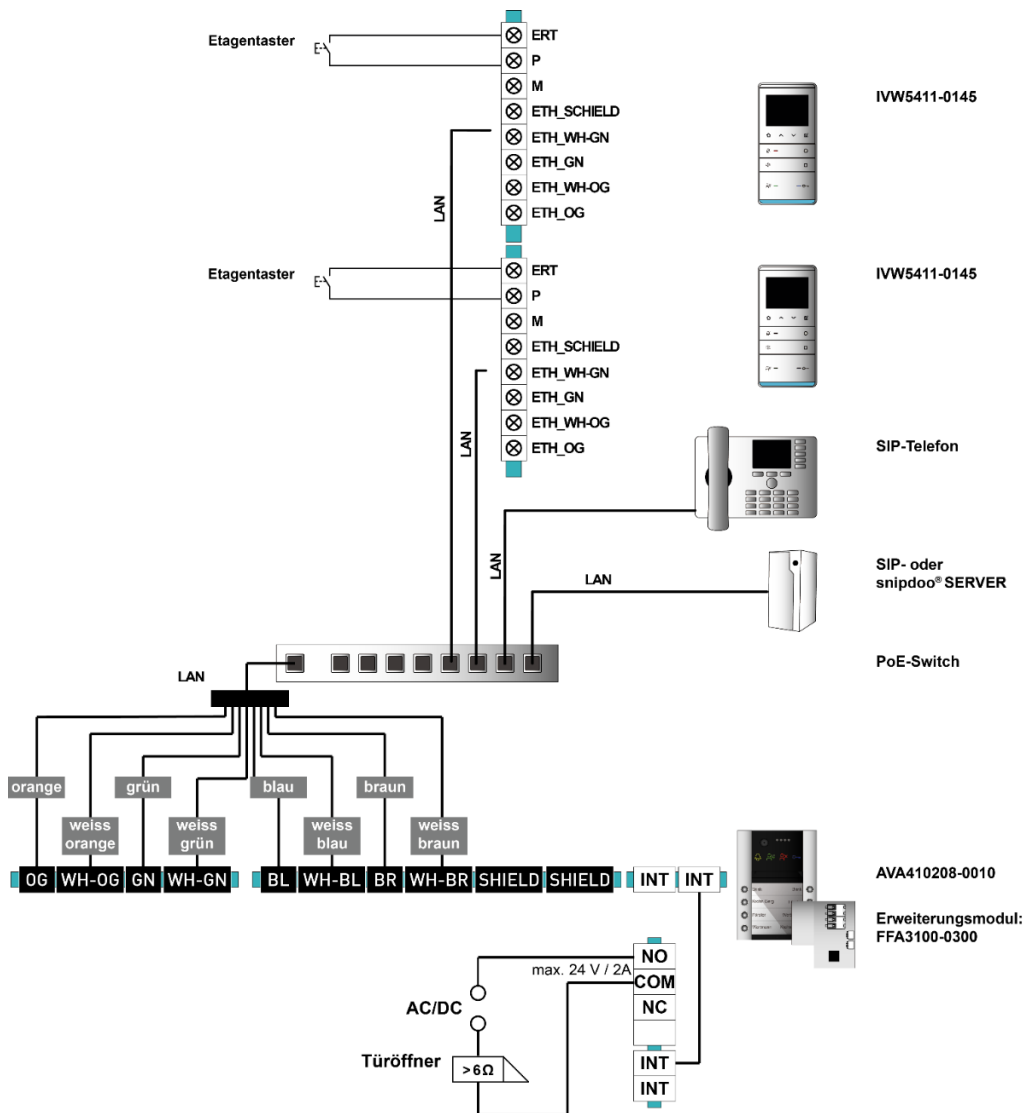 Etagentaster
ERT
P
M
ETH_SCHIELD
ETH_WH-GN
ETH_GN
ETH_WH-OG
ETH_OG
IVW5411-0145
LAN
Etagentaster
ERT
P
M
ETH_SCHIELD
ETH_WH-GN
ETH_GN
ETH_WH-OG
ETH_OG
IVW5411-0145
LAN
SIP-Telefon
LAN
LAN
SIP- oder
snipdoo® SERVER
PoE-Switch
LAN
orange
grün
blau
braun
weiss
orange
weiss
grün
weiss
blau
weiss
braun
OG WH-OG GN WH-GN BL WH-BL BR WH-BR SHIELD SHIELD INT INT
AVA410208-0010
Erweiterungsmodul:
FFA3100-0300
max. 24 V / 2A
NO
COM
NC
AC/DC
Türöffner
>6Ω
INT
INT